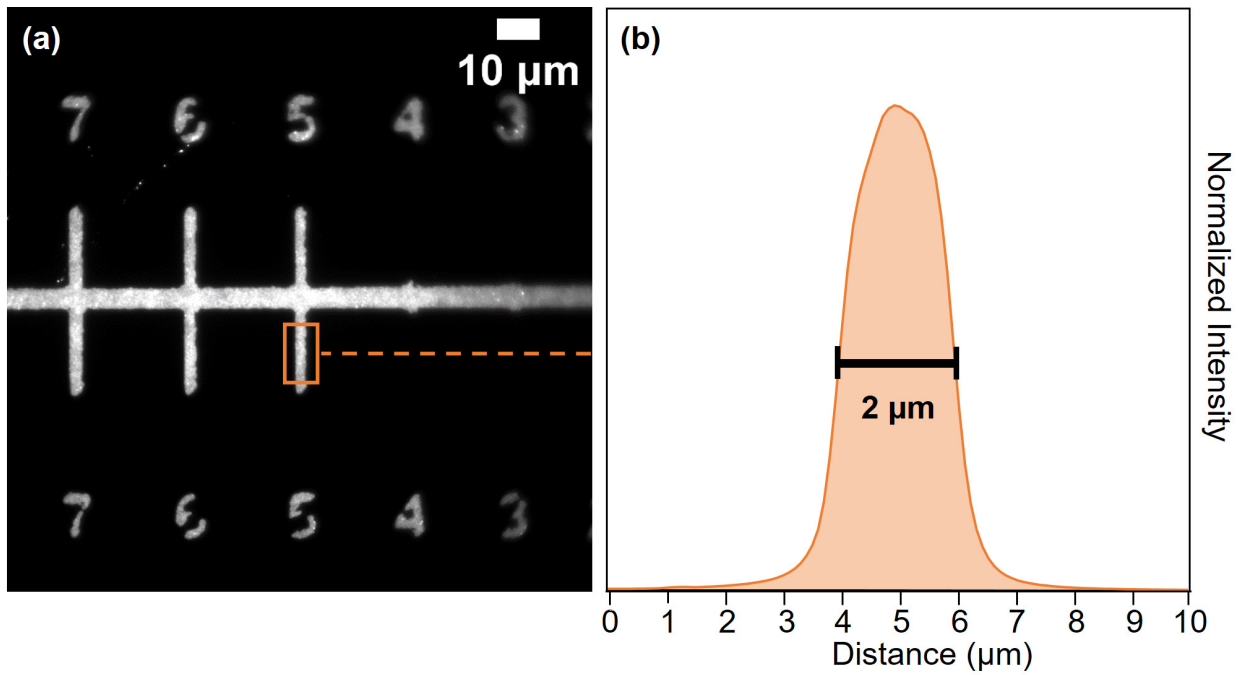 (a)
10 µm
7 6 5 4 3
7 6 5 4 3
(b)
2 µm
Normalized Intensity
0 1 2 3 4 5 6 7 8 9 10
Distance (µm)